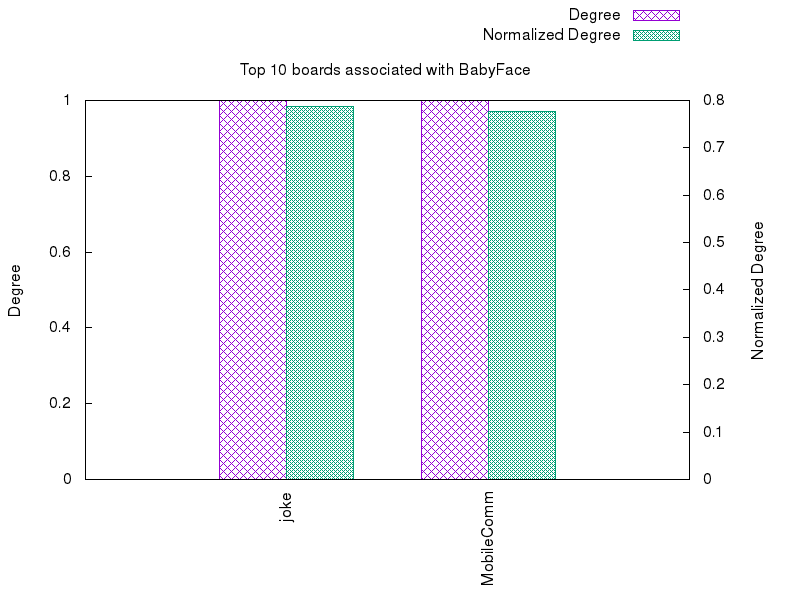 Degree
Normalized Degree
Top 10 boards associated with BabyFace
1
0.8
0.6
0.4
0.2
0
0.8
0.7
0.6
0.5
0.4
0.3
0.2
0.1
0
Degree
Normalized Degree
joke
MobileComm